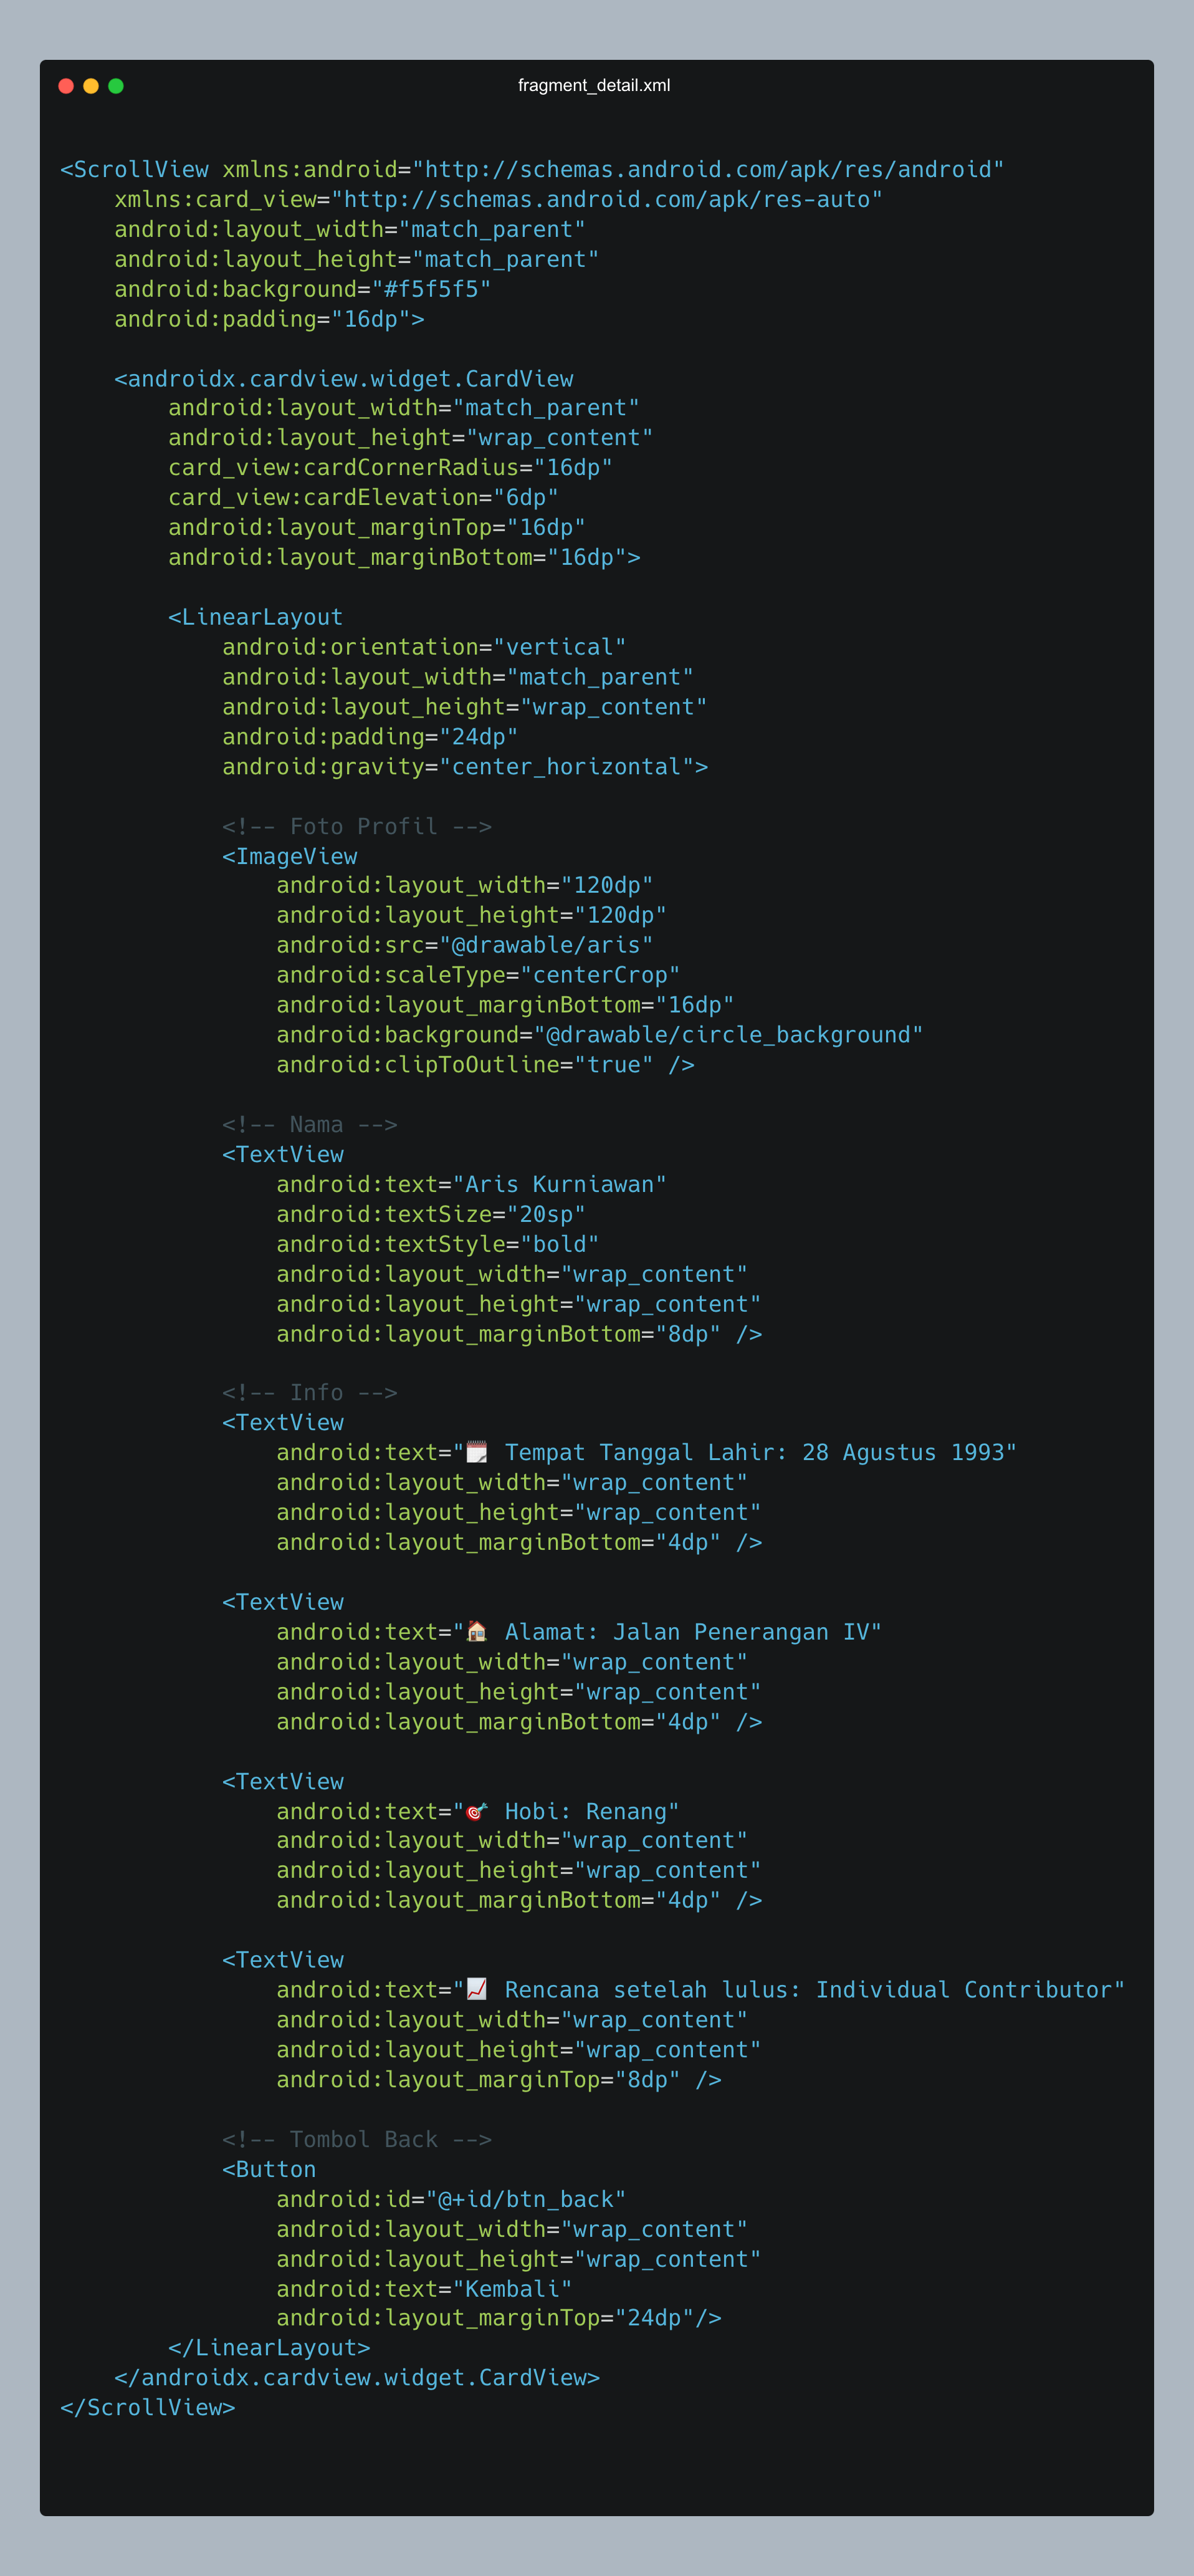 fragment_detail.xml
<ScrollView xmlns:android="http://schemas.android.com/apk/res/android"
    xmlns:card_view="http://schemas.android.com/apk/res-auto"
    android:layout_width="match_parent"
    android:layout_height="match_parent"
    android:background="#f5f5f5"
    android:padding="16dp">

    <androidx.cardview.widget.CardView
        android:layout_width="match_parent"
        android:layout_height="wrap_content"
        card_view:cardCornerRadius="16dp"
        card_view:cardElevation="6dp"
        android:layout_marginTop="16dp"
        android:layout_marginBottom="16dp">

        <LinearLayout
            android:orientation="vertical"
            android:layout_width="match_parent"
            android:layout_height="wrap_content"
            android:padding="24dp"
            android:gravity="center_horizontal">

            <!-- Foto Profil -->
            <ImageView
                android:layout_width="120dp"
                android:layout_height="120dp"
                android:src="@drawable/aris"
                android:scaleType="centerCrop"
                android:layout_marginBottom="16dp"
                android:background="@drawable/circle_background"
                android:clipToOutline="true" />

            <!-- Nama -->
            <TextView
                android:text="Aris Kurniawan"
                android:textSize="20sp"
                android:textStyle="bold"
                android:layout_width="wrap_content"
                android:layout_height="wrap_content"
                android:layout_marginBottom="8dp" />

            <!-- Info -->
            <TextView
                android:text="🗓️ Tempat Tanggal Lahir: 28 Agustus 1993"
                android:layout_width="wrap_content"
                android:layout_height="wrap_content"
                android:layout_marginBottom="4dp" />

            <TextView
                android:text="🏠 Alamat: Jalan Penerangan IV"
                android:layout_width="wrap_content"
                android:layout_height="wrap_content"
                android:layout_marginBottom="4dp" />

            <TextView
                android:text="🎯 Hobi: Renang"
                android:layout_width="wrap_content"
                android:layout_height="wrap_content"
                android:layout_marginBottom="4dp" />

            <TextView
                android:text="📈 Rencana setelah lulus: Individual Contributor"
                android:layout_width="wrap_content"
                android:layout_height="wrap_content"
                android:layout_marginTop="8dp" />

            <!-- Tombol Back -->
            <Button
                android:id="@+id/btn_back"
                android:layout_width="wrap_content"
                android:layout_height="wrap_content"
                android:text="Kembali"
                android:layout_marginTop="24dp"/>
        </LinearLayout>
    </androidx.cardview.widget.CardView>
</ScrollView>